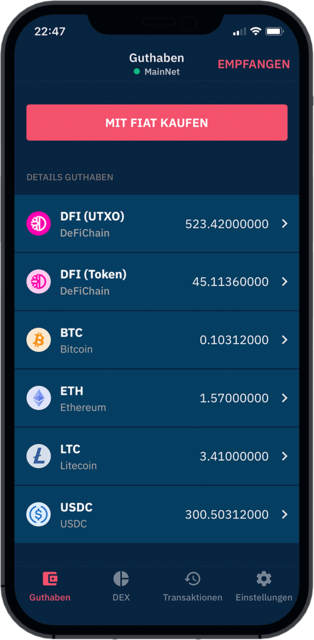 22:47
Guthaben
MainNet
EMPFANGEN
MIT FIAT KAUFEN
DETAILS GUTHABEN
DFI (UTXO)
DeFiChain
523.42000000
DFI (Token)
DeFiChain
45.11360000
BTC
Bitcoin
0.10312000
ETH
Ethereum
1.57000000
LTC
Litecoin
3.41000000
USDC
USDC
300.50312000
Guthaben
DEX
Transaktionen
Einstellungen